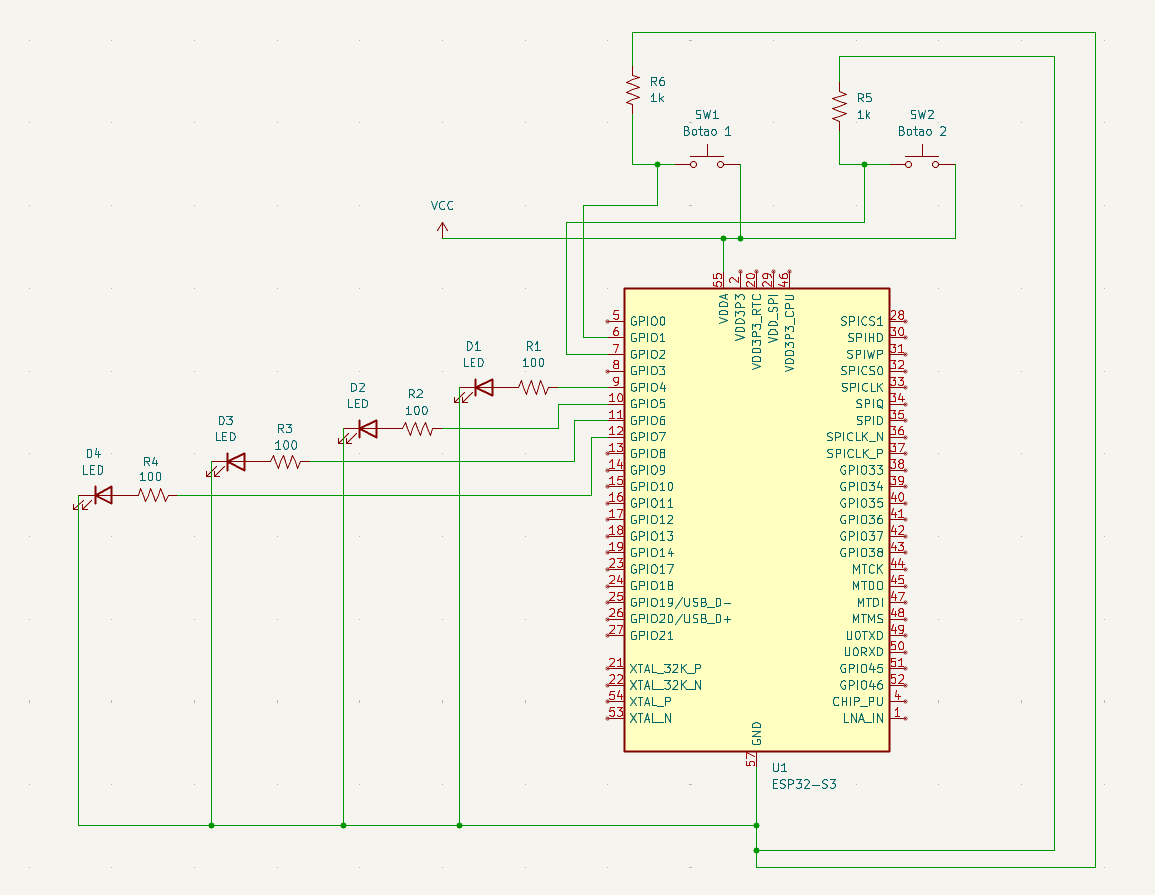 R6
1k
R5
1k
SW1
Botao 1
SW2
Botao 2
VCC
55
2
20
29
46
VDDA
VDD3P3
VDD3P3_RTC
VDD_SPI
VDD3P3_CPU
5 GPIO0
6 GPIO1
7 GPIO2
8 GPIO3
9 GPIO4
10 GPIO5
11 GPIO6
12 GPIO7
13 GPIO8
14 GPIO9
15 GPIO10
16 GPIO11
17 GPIO12
18 GPIO13
19 GPIO14
23 GPIO17
24 GPIO18
25 GPIO19/USB_D-
26 GPIO20/USB_D+
27 GPIO21
21 XTAL_32K_P
22 XTAL_32K_N
54 XTAL_P
53 XTAL_N
SPICS1 28
SPIHD 30
SPIWP 31
SPICS0 32
SPICLK 33
SPIQ 34
SPID 35
SPICLK_N 36
SPICLK_P 37
GPIO33 38
GPIO34 39
GPIO35 40
GPIO36 41
GPIO37 42
GPIO38 43
MTCK 44
MTDO 45
MTDI 47
MTMS 48
U0TXD 49
U0RXD 50
GPIO45 51
GPIO46 52
CHIP_PU 4
LNA_IN 1
D1
LED
R1
100
D2
LED
R2
100
D3
LED
R3
100
D4
LED
R4
100
GND
57
U1
ESP32-S3